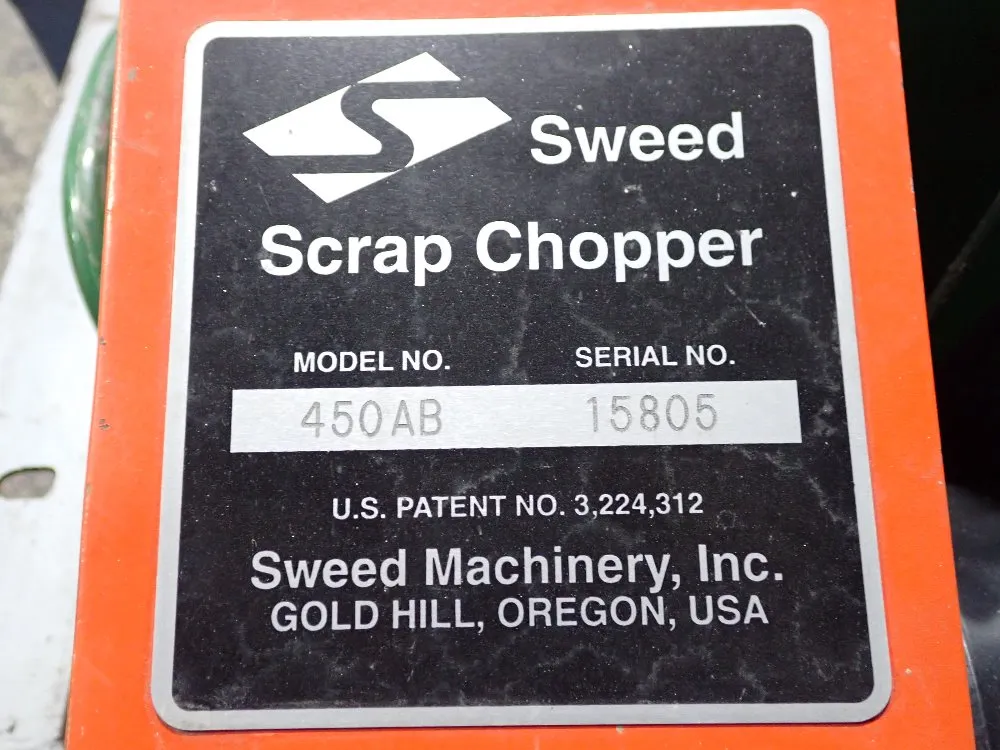 Sweed
Scrap Chopper
MODEL NO. SERIAL NO.
450AB 15805
U.S. PATENT NO. 3,224,312
Sweed Machinery, Inc.
GOLD HILL, OREGON, USA